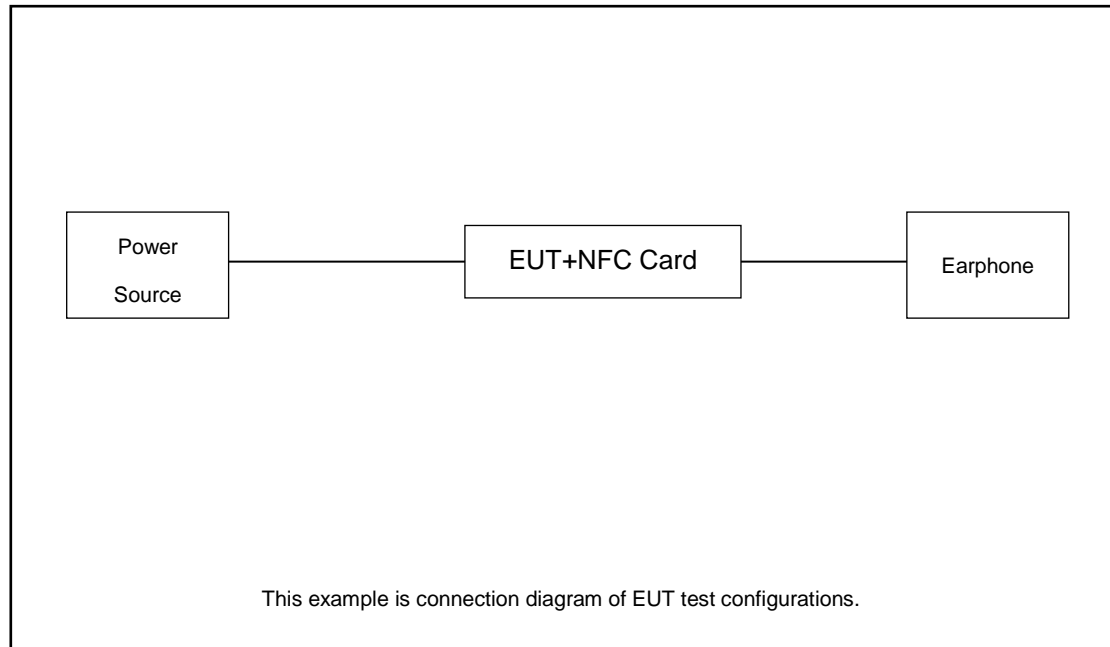 Power
Source
EUT+NFC Card
Earphone
This example is connection diagram of EUT test configurations.